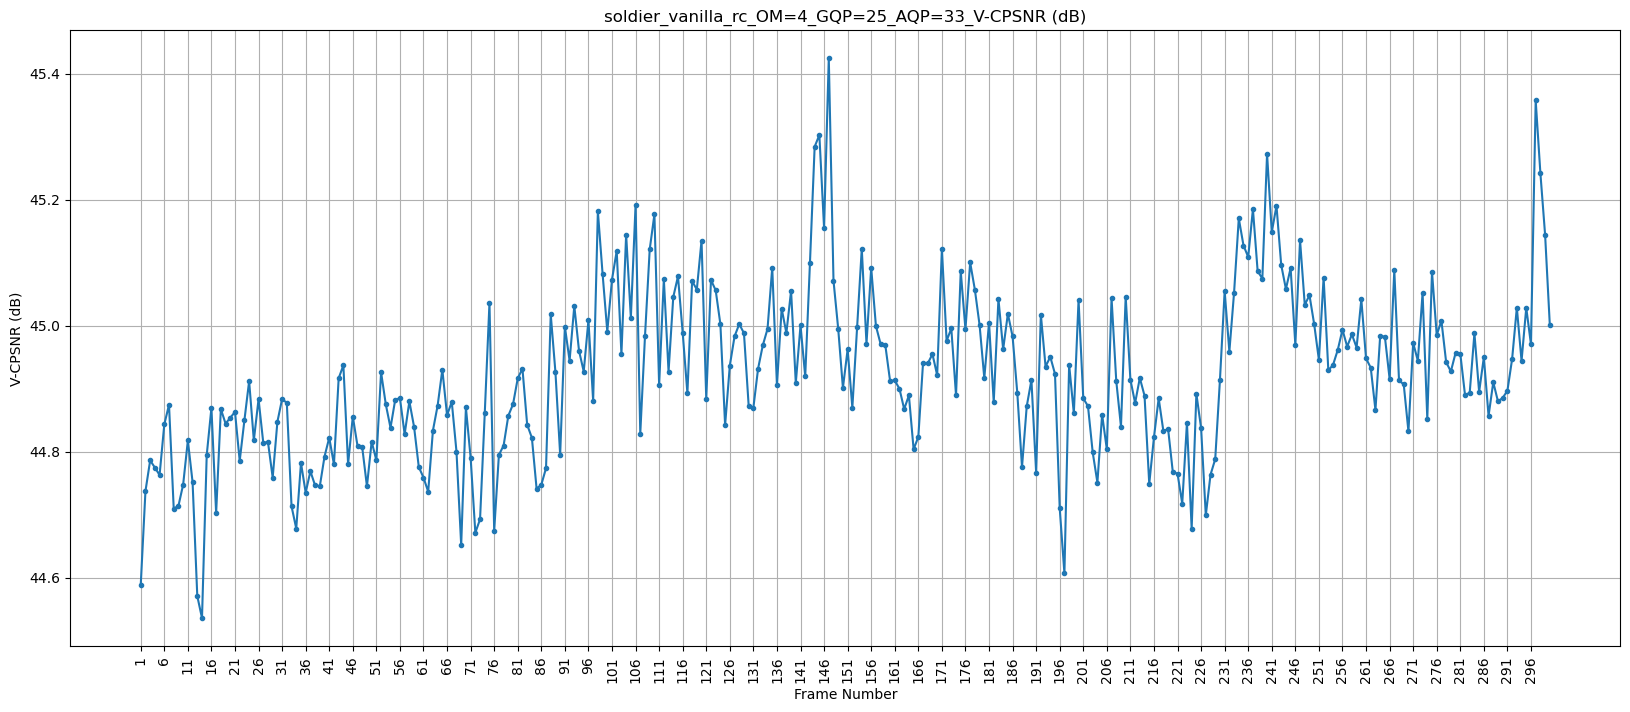 soldier_vanilla_rc_OM=4_GQP=25_AQP=33_V-CPSNR (dB)
V-CPSNR (dB)
45.4
45.2
45.0
44.8
44.6
1 6 11 16 21 26 31 36 41 46 51 56 61 66 71 76 81 86 91 96 101 106 111 116 121 126 131 136 141 146 151 156 161 166 171 176 181 186 191 196 201 206 211 216 221 226 231 236 241 246 251 256 261 266 271 276 281 286 291 296
Frame Number